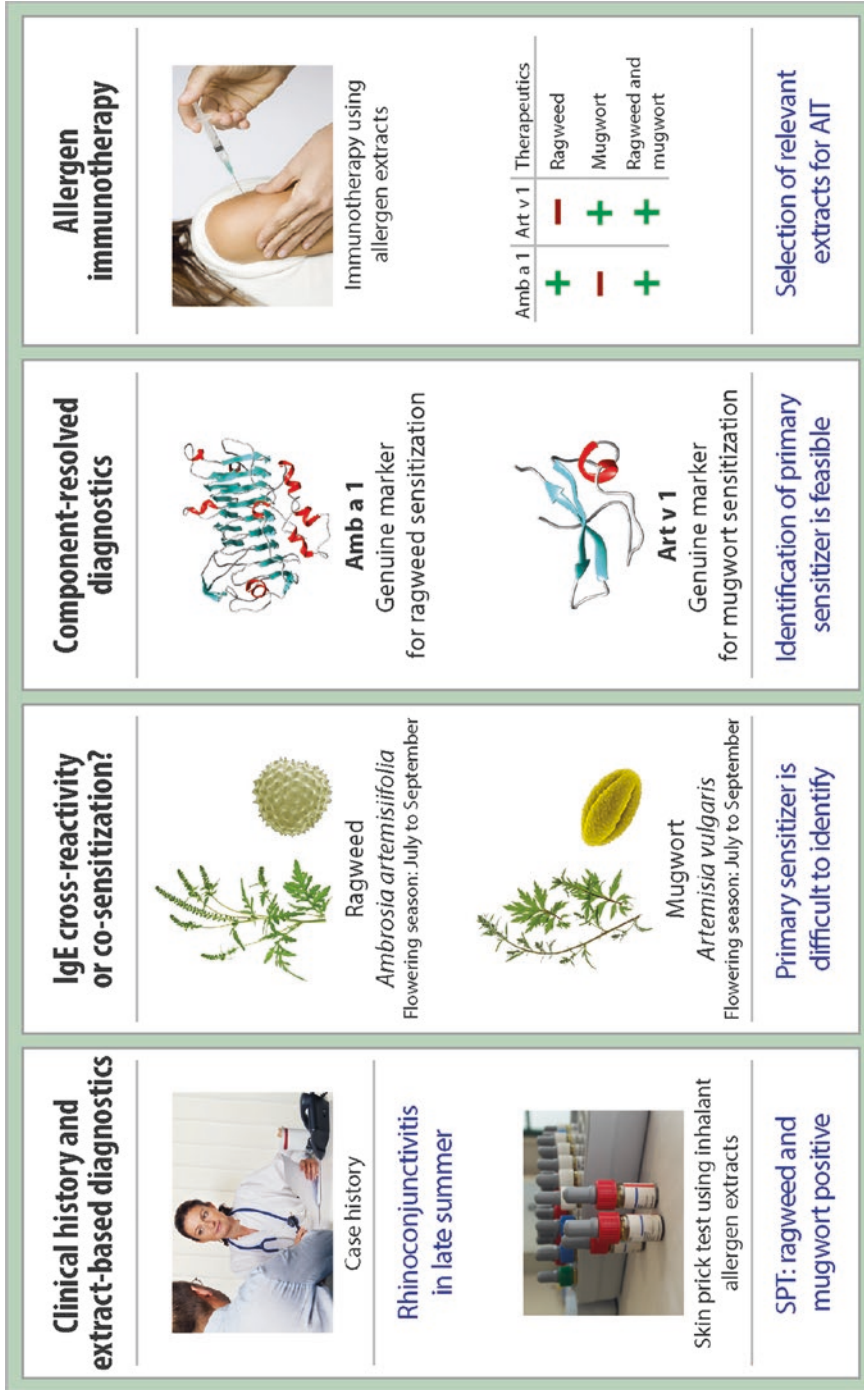 Clinical history and
extract-based diagnostics
Case history
Rhinoconjunctivitis
in late summer
Skin prick test using inhalant
allergen extracts
SPT: ragweed and
mugwort positive
IgE cross-reactivity
or co-sensitization?
Ragweed
Ambrosia artemisiifolia
Flowering season: July to September
Mugwort
Artemisia vulgaris
Flowering season: July to September
Primary sensitizer is
difficult to identify
Component-resolved
diagnostics
Amb a 1
Genuine marker
for ragweed sensitization
Art v 1
Genuine marker
for mugwort sensitization
Identification of primary
sensitizer is feasible
Allergen
immunotherapy
Immunotherapy using
allergen extracts
Amb a 1 Art v 1 Therapeutics
+ − Ragweed
− + Mugwort
+ + Ragweed and
mugwort
Selection of relevant
extracts for AIT